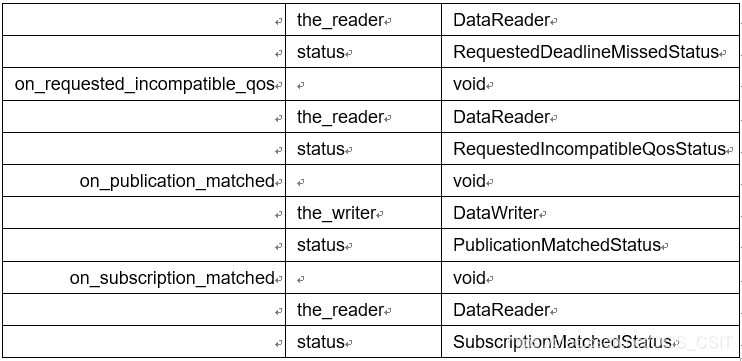 the_reader DataReader
status RequestedDeadlineMissedStatus
on_requested_incompatible_qos void
the_reader DataReader
status RequestedIncompatibleQosStatus
on_publication_matched void
the_writer DataWriter
status PublicationMatchedStatus
on_subscription_matched void
the_reader DataReader
status SubscriptionMatchedStatus